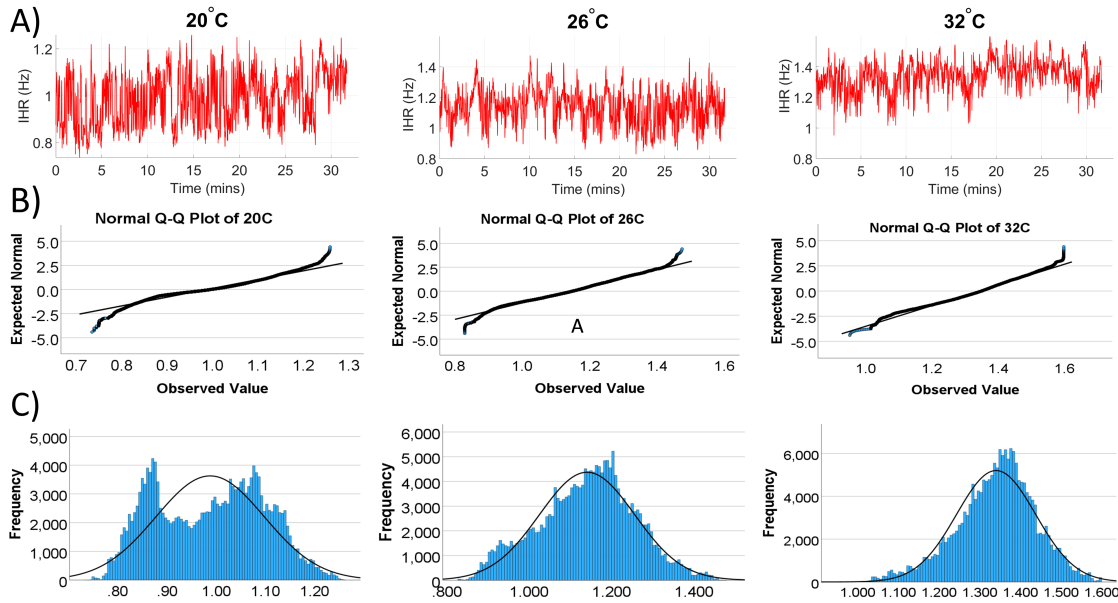 A)
20°C 26°C 32°C
IHR (Hz) 1.2 1 0.8
0 5 10 15 20 25 30
Time (mins)
IHR (Hz) 1.4 1.2 1 0.8
0 5 10 15 20 25 30
Time (mins)
IHR (Hz) 1.4 1.2 1 0.8
0 5 10 15 20 25 30
Time (mins)
B)
Normal Q-Q Plot of 20C
Expected Normal 5.0 2.5 0.0 -2.5 -5.0
0.7 0.8 0.9 1.0 1.1 1.2 1.3
Observed Value
Normal Q-Q Plot of 26C
Expected Normal 5.0 2.5 0.0 -2.5 -5.0
A
0.8 1.0 1.2 1.4 1.6
Observed Value
Normal Q-Q Plot of 32C
Expected Normal 5.0 2.5 0.0 -2.5 -5.0
1.0 1.2 1.4 1.6
Observed Value
C)
Frequency 5,000 4,000 3,000 2,000 1,000 0
.80 .90 1.00 1.10 1.20
Frequency 6,000 5,000 4,000 3,000 2,000 1,000 0
.800 1.000 1.200 1.400
Frequency 6,000 4,000 2,000 0
1.000 1.100 1.200 1.300 1.400 1.500 1.600